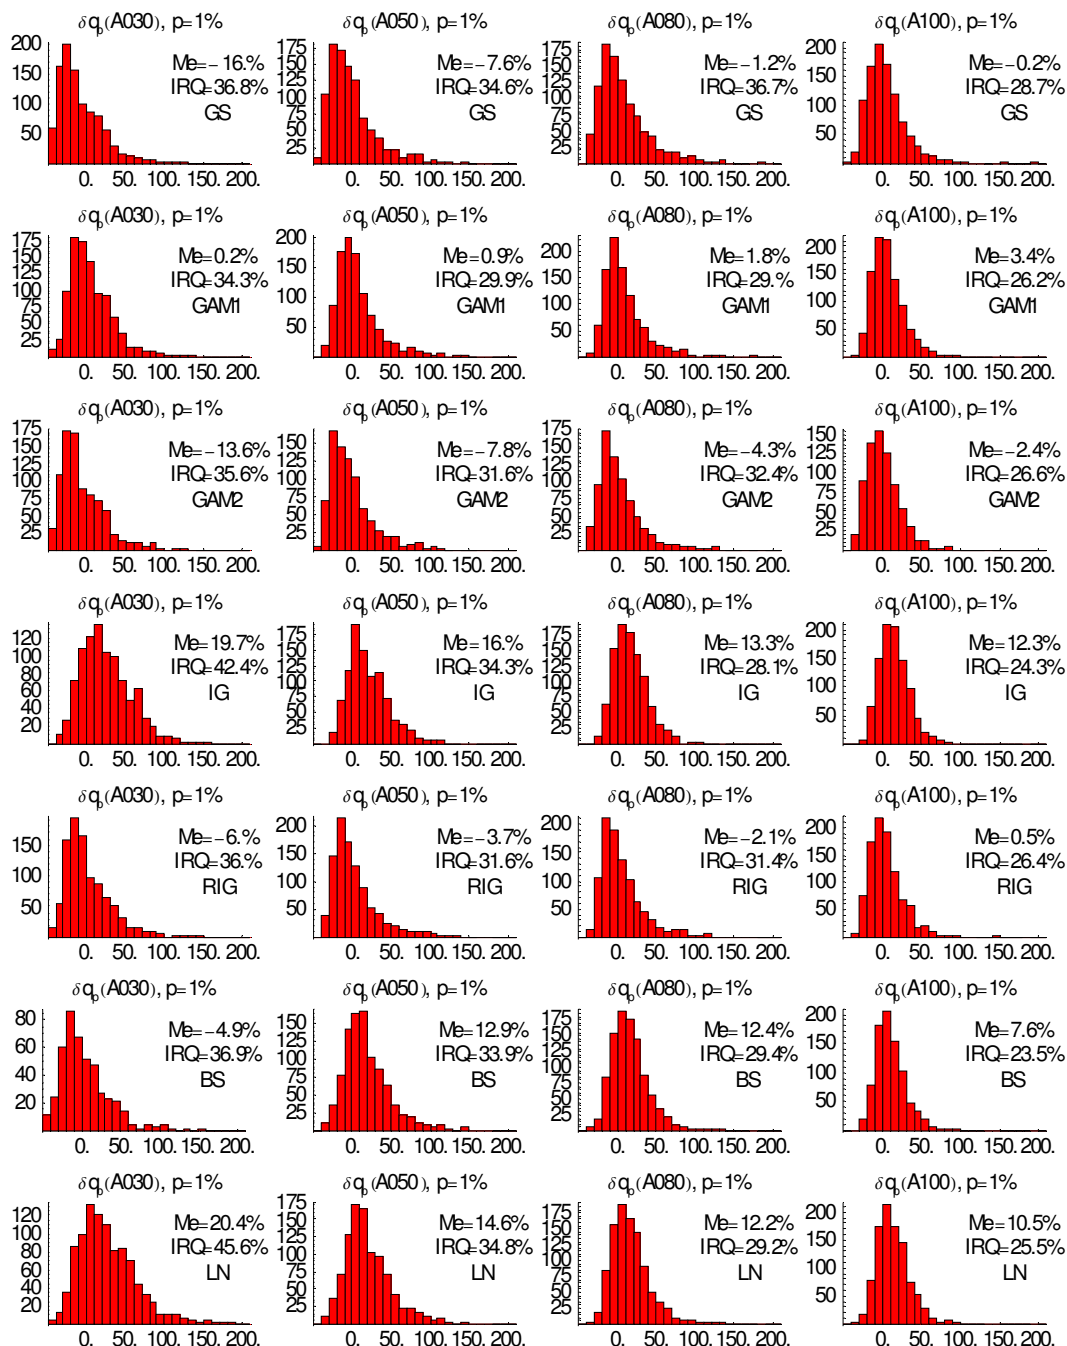 δq_p(A030), p=1% δq_p(A050), p=1% δq_p(A080), p=1% δq_p(A100), p=1%
Me=-16.% Me=-7.6% Me=-1.2% Me=-0.2%
IRQ=36.8% IRQ=34.6% IRQ=36.7% IRQ=28.7%
GS GS GS GS
200 150 100 50
175 150 125 100 75 50 25
175 150 125 100 75 50 25
200 150 100 50
0. 50. 100. 150. 200. 0. 50. 100. 150. 200. 0. 50. 100. 150. 200. 0. 50. 100. 150. 200.
δq_p(A030), p=1% δq_p(A050), p=1% δq_p(A080), p=1% δq_p(A100), p=1%
Me=0.2% Me=0.9% Me=1.8% Me=3.4%
IRQ=34.3% IRQ=29.9% IRQ=29.% IRQ=26.2%
GAM1 GAM1 GAM1 GAM1
175 150 125 100 75 50 25
200 150 100 50
200 150 100 50
200 150 100 50
0. 50. 100. 150. 200. 0. 50. 100. 150. 200. 0. 50. 100. 150. 200. 0. 50. 100. 150. 200.
δq_p(A030), p=1% δq_p(A050), p=1% δq_p(A080), p=1% δq_p(A100), p=1%
Me=-13.6% Me=-7.8% Me=-4.3% Me=-2.4%
IRQ=35.6% IRQ=31.6% IRQ=32.4% IRQ=26.6%
GAM2 GAM2 GAM2 GAM2
175 150 125 100 75 50 25
150 125 100 75 50 25
175 150 125 100 75 50 25
150 125 100 75 50 25
0. 50. 100. 150. 200. 0. 50. 100. 150. 200. 0. 50. 100. 150. 200. 0. 50. 100. 150. 200.
δq_p(A030), p=1% δq_p(A050), p=1% δq_p(A080), p=1% δq_p(A100), p=1%
Me=19.7% Me=16.% Me=13.3% Me=12.3%
IRQ=42.4% IRQ=34.3% IRQ=28.1% IRQ=24.3%
IG IG IG IG
120 100 80 60 40 20
175 150 125 100 75 50 25
175 150 125 100 75 50 25
200 150 100 50
0. 50. 100. 150. 200. 0. 50. 100. 150. 200. 0. 50. 100. 150. 200. 0. 50. 100. 150. 200.
δq_p(A030), p=1% δq_p(A050), p=1% δq_p(A080), p=1% δq_p(A100), p=1%
Me=-6.% Me=-3.7% Me=-2.1% Me=0.5%
IRQ=36.% IRQ=31.6% IRQ=31.4% IRQ=26.4%
RIG RIG RIG RIG
150 100 50
200 150 100 50
200 150 100 50
200 150 100 50
0. 50. 100. 150. 200. 0. 50. 100. 150. 200. 0. 50. 100. 150. 200. 0. 50. 100. 150. 200.
δq_p(A030), p=1% δq_p(A050), p=1% δq_p(A080), p=1% δq_p(A100), p=1%
Me=-4.9% Me=12.9% Me=12.4% Me=7.6%
IRQ=36.9% IRQ=33.9% IRQ=29.4% IRQ=23.5%
BS BS BS BS
80 60 40 20
150 125 100 75 50 25
175 150 125 100 75 50 25
200 150 100 50
0. 50. 100. 150. 200. 0. 50. 100. 150. 200. 0. 50. 100. 150. 200. 0. 50. 100. 150. 200.
δq_p(A030), p=1% δq_p(A050), p=1% δq_p(A080), p=1% δq_p(A100), p=1%
Me=20.4% Me=14.6% Me=12.2% Me=10.5%
IRQ=45.6% IRQ=34.8% IRQ=29.2% IRQ=25.5%
LN LN LN LN
120 100 80 60 40 20
175 150 125 100 75 50 25
175 150 125 100 75 50 25
200 150 100 50
0. 50. 100. 150. 200. 0. 50. 100. 150. 200. 0. 50. 100. 150. 200. 0. 50. 100. 150. 200.